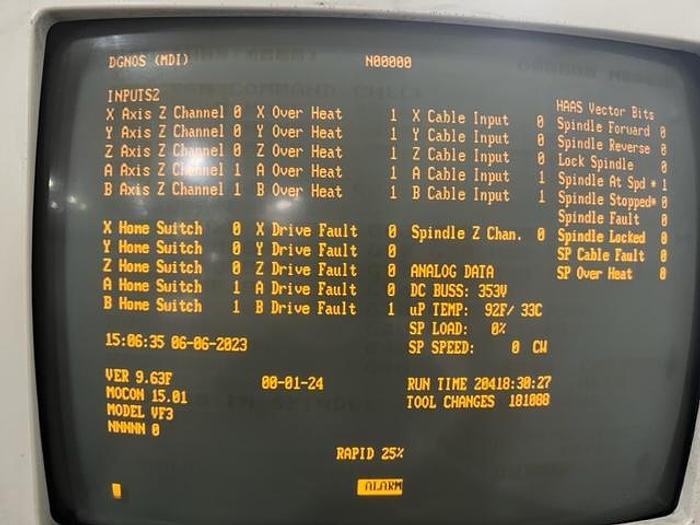 DGNOS (MDI) N00000
INPUTS2
X Axis Z Channel 0 X Over Heat 1 X Cable Input 0 HAAS Vector Bits
Y Axis Z Channel 0 Y Over Heat 1 Y Cable Input 0 Spindle Forward 0
Z Axis Z Channel 0 Z Over Heat 1 Z Cable Input 0 Spindle Reverse 0
A Axis Z Channel 1 A Over Heat 1 A Cable Input 1 Lock Spindle 0
B Axis Z Channel 1 B Over Heat 1 B Cable Input 1 Spindle At Spd * 1
Spindle Stopped* 0
X Home Switch 0 X Drive Fault 0 Spindle Z Chan. 0 Spindle Fault 0
Y Home Switch 0 Y Drive Fault 0 Spindle Locked 0
Z Home Switch 0 Z Drive Fault 0 ANALOG DATA SP Cable Fault 0
A Home Switch 1 A Drive Fault 0 DC BUSS: 353V SP Over Heat 0
B Home Switch 1 B Drive Fault 1 uP TEMP: 92F/ 33C
SP LOAD: 0%
15:06:35 06-06-2023 SP SPEED: 0 CW
VER 9.63F 00-01-24 RUN TIME 20418:30:27
MOCON 15.01 TOOL CHANGES 181088
MODEL VF3
NNNNN 0
RAPID 25%
ALARM